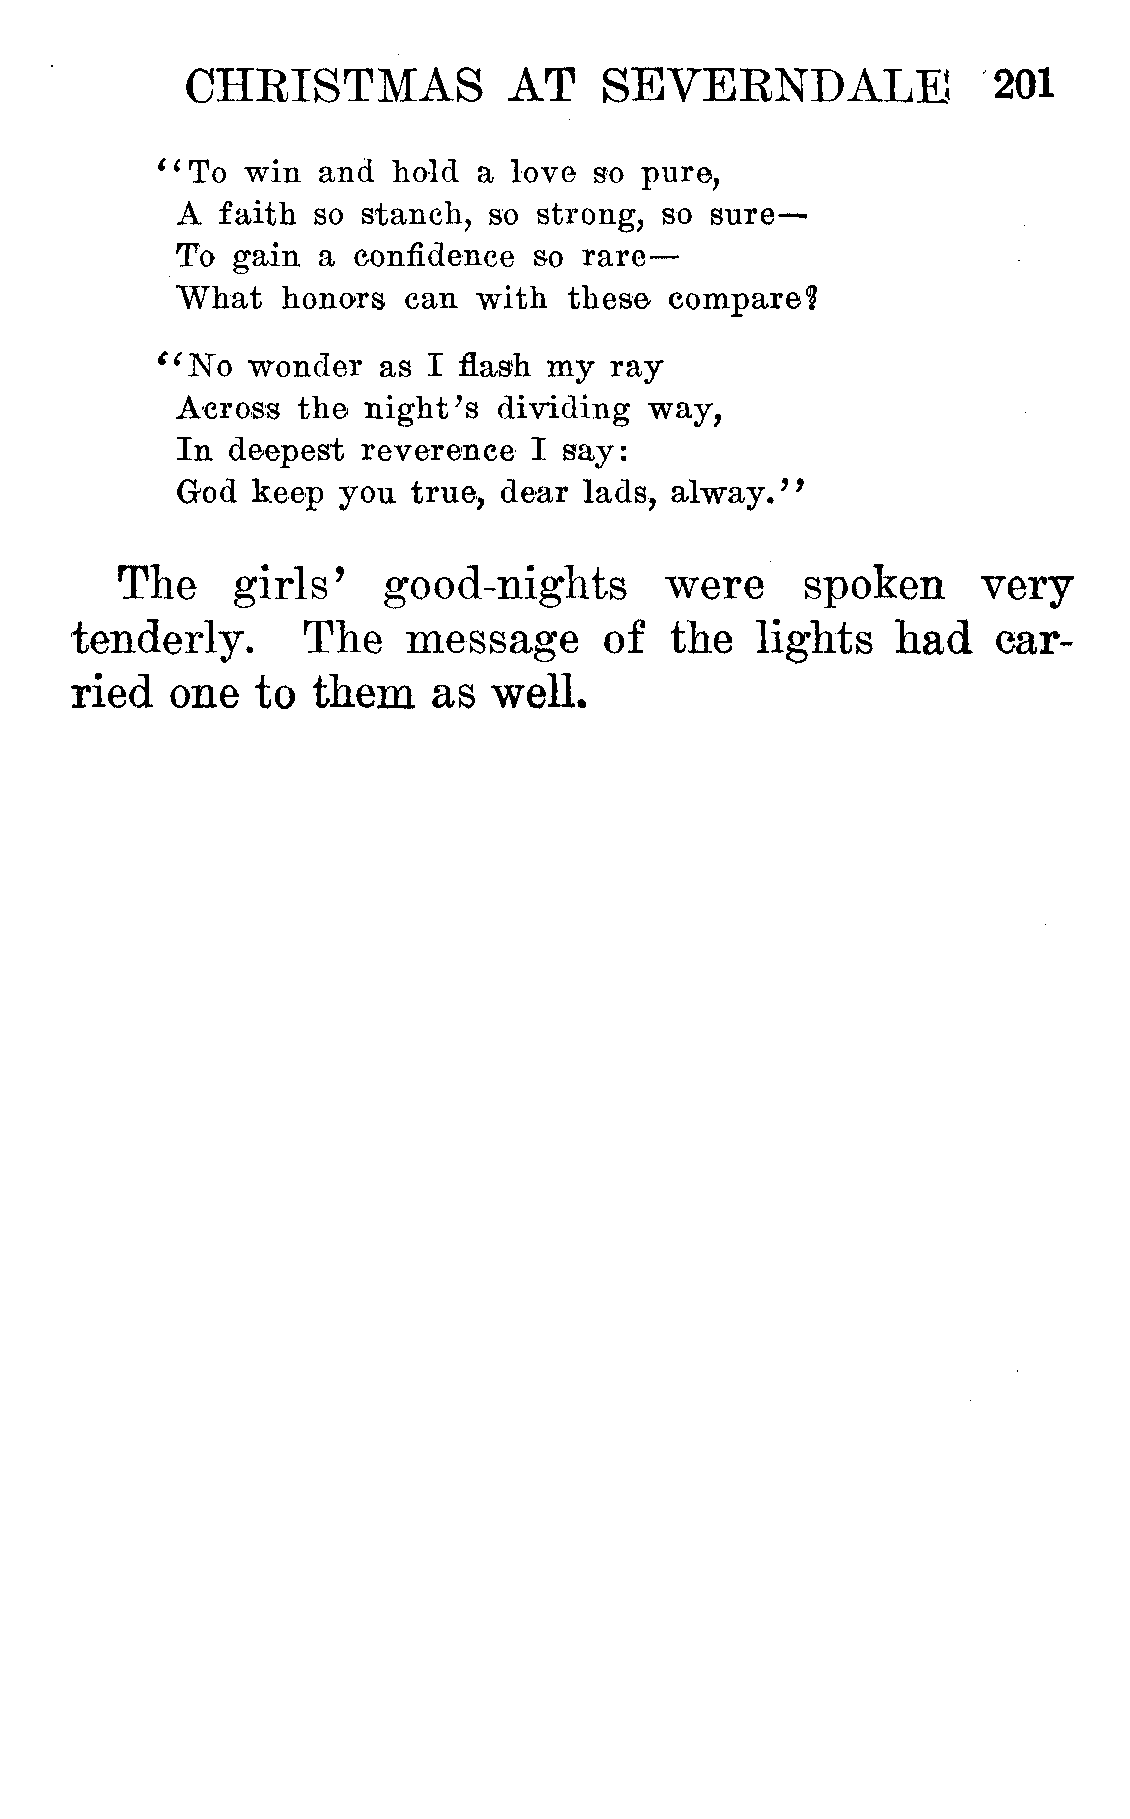 CHRISTMAS AT SEVERNDALE 201
"To win and hold a love so pure,
A faith so stanch, so strong, so sure—
To gain a confidence so rare—
What honors can with these compare?
"No wonder as I flash my ray
Across the night's dividing way,
In deepest reverence I say:
God keep you true, dear lads, alway."
The girls' good-nights were spoken very
tenderly. The message of the lights had car-
ried one to them as well.